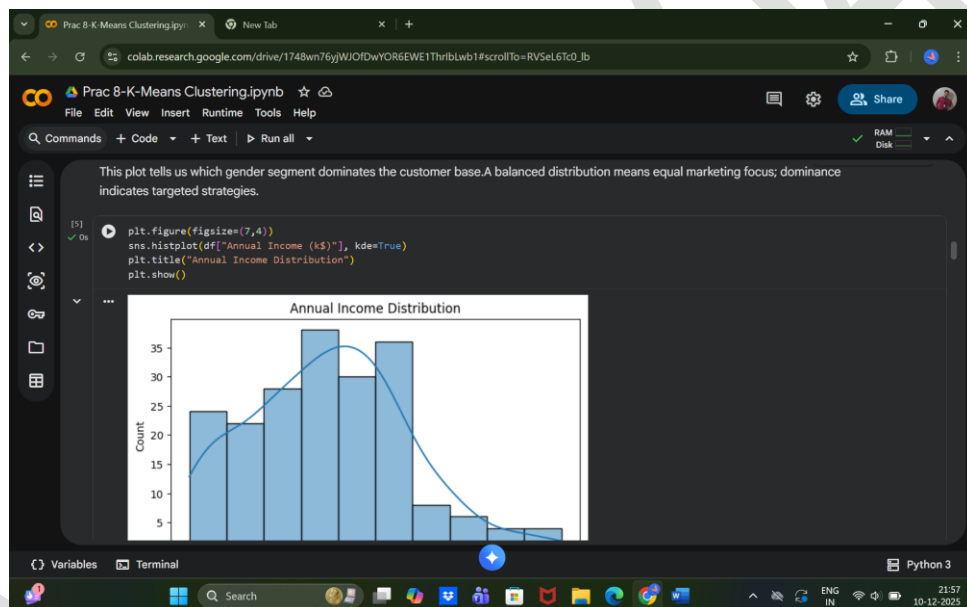 Prac 8-K-Means Clustering.ipyn
New Tab
colab.research.google.com/drive/1748wn76yjWJOfDwYOR6EWE1ThrIbLwb1#scrollTo=RVSeL6Tc0_lb
CO
Prac 8-K-Means Clustering.ipynb
Share
File Edit View Insert Runtime Tools Help
Commands + Code + Text Run all
RAM
Disk
This plot tells us which gender segment dominates the customer base.A balanced distribution means equal marketing focus; dominance
indicates targeted strategies.
[5]
0s
plt.figure(figsize=(7,4))
sns.histplot(df["Annual Income (k$)"], kde=True)
plt.title("Annual Income Distribution")
plt.show()
Annual Income Distribution
35
30
25
20
15
10
5
Count
{} Variables Terminal
Python 3
1
Search
ENG
IN
21:57
10-12-2025